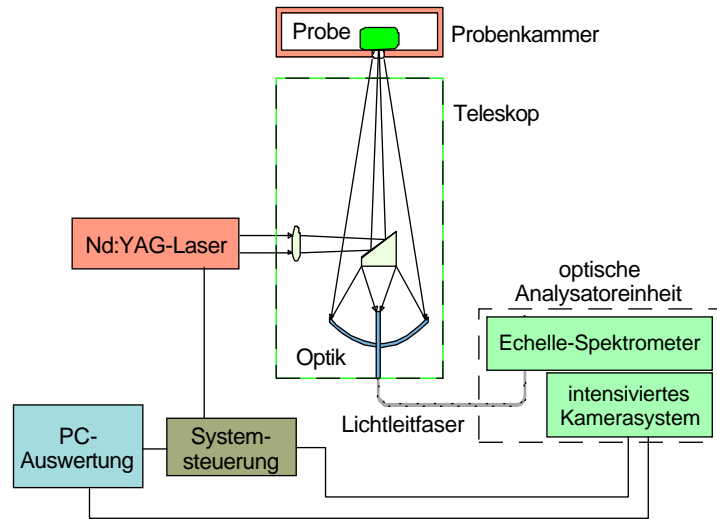 Probe
Probenkammer
Teleskop
Nd:YAG-Laser
optische
Analysatoreinheit
Echelle-Spektrometer
Optik
intensiviertes
Kamerasystem
Lichtleitfaser
PC-
Auswertung
System-
steuerung